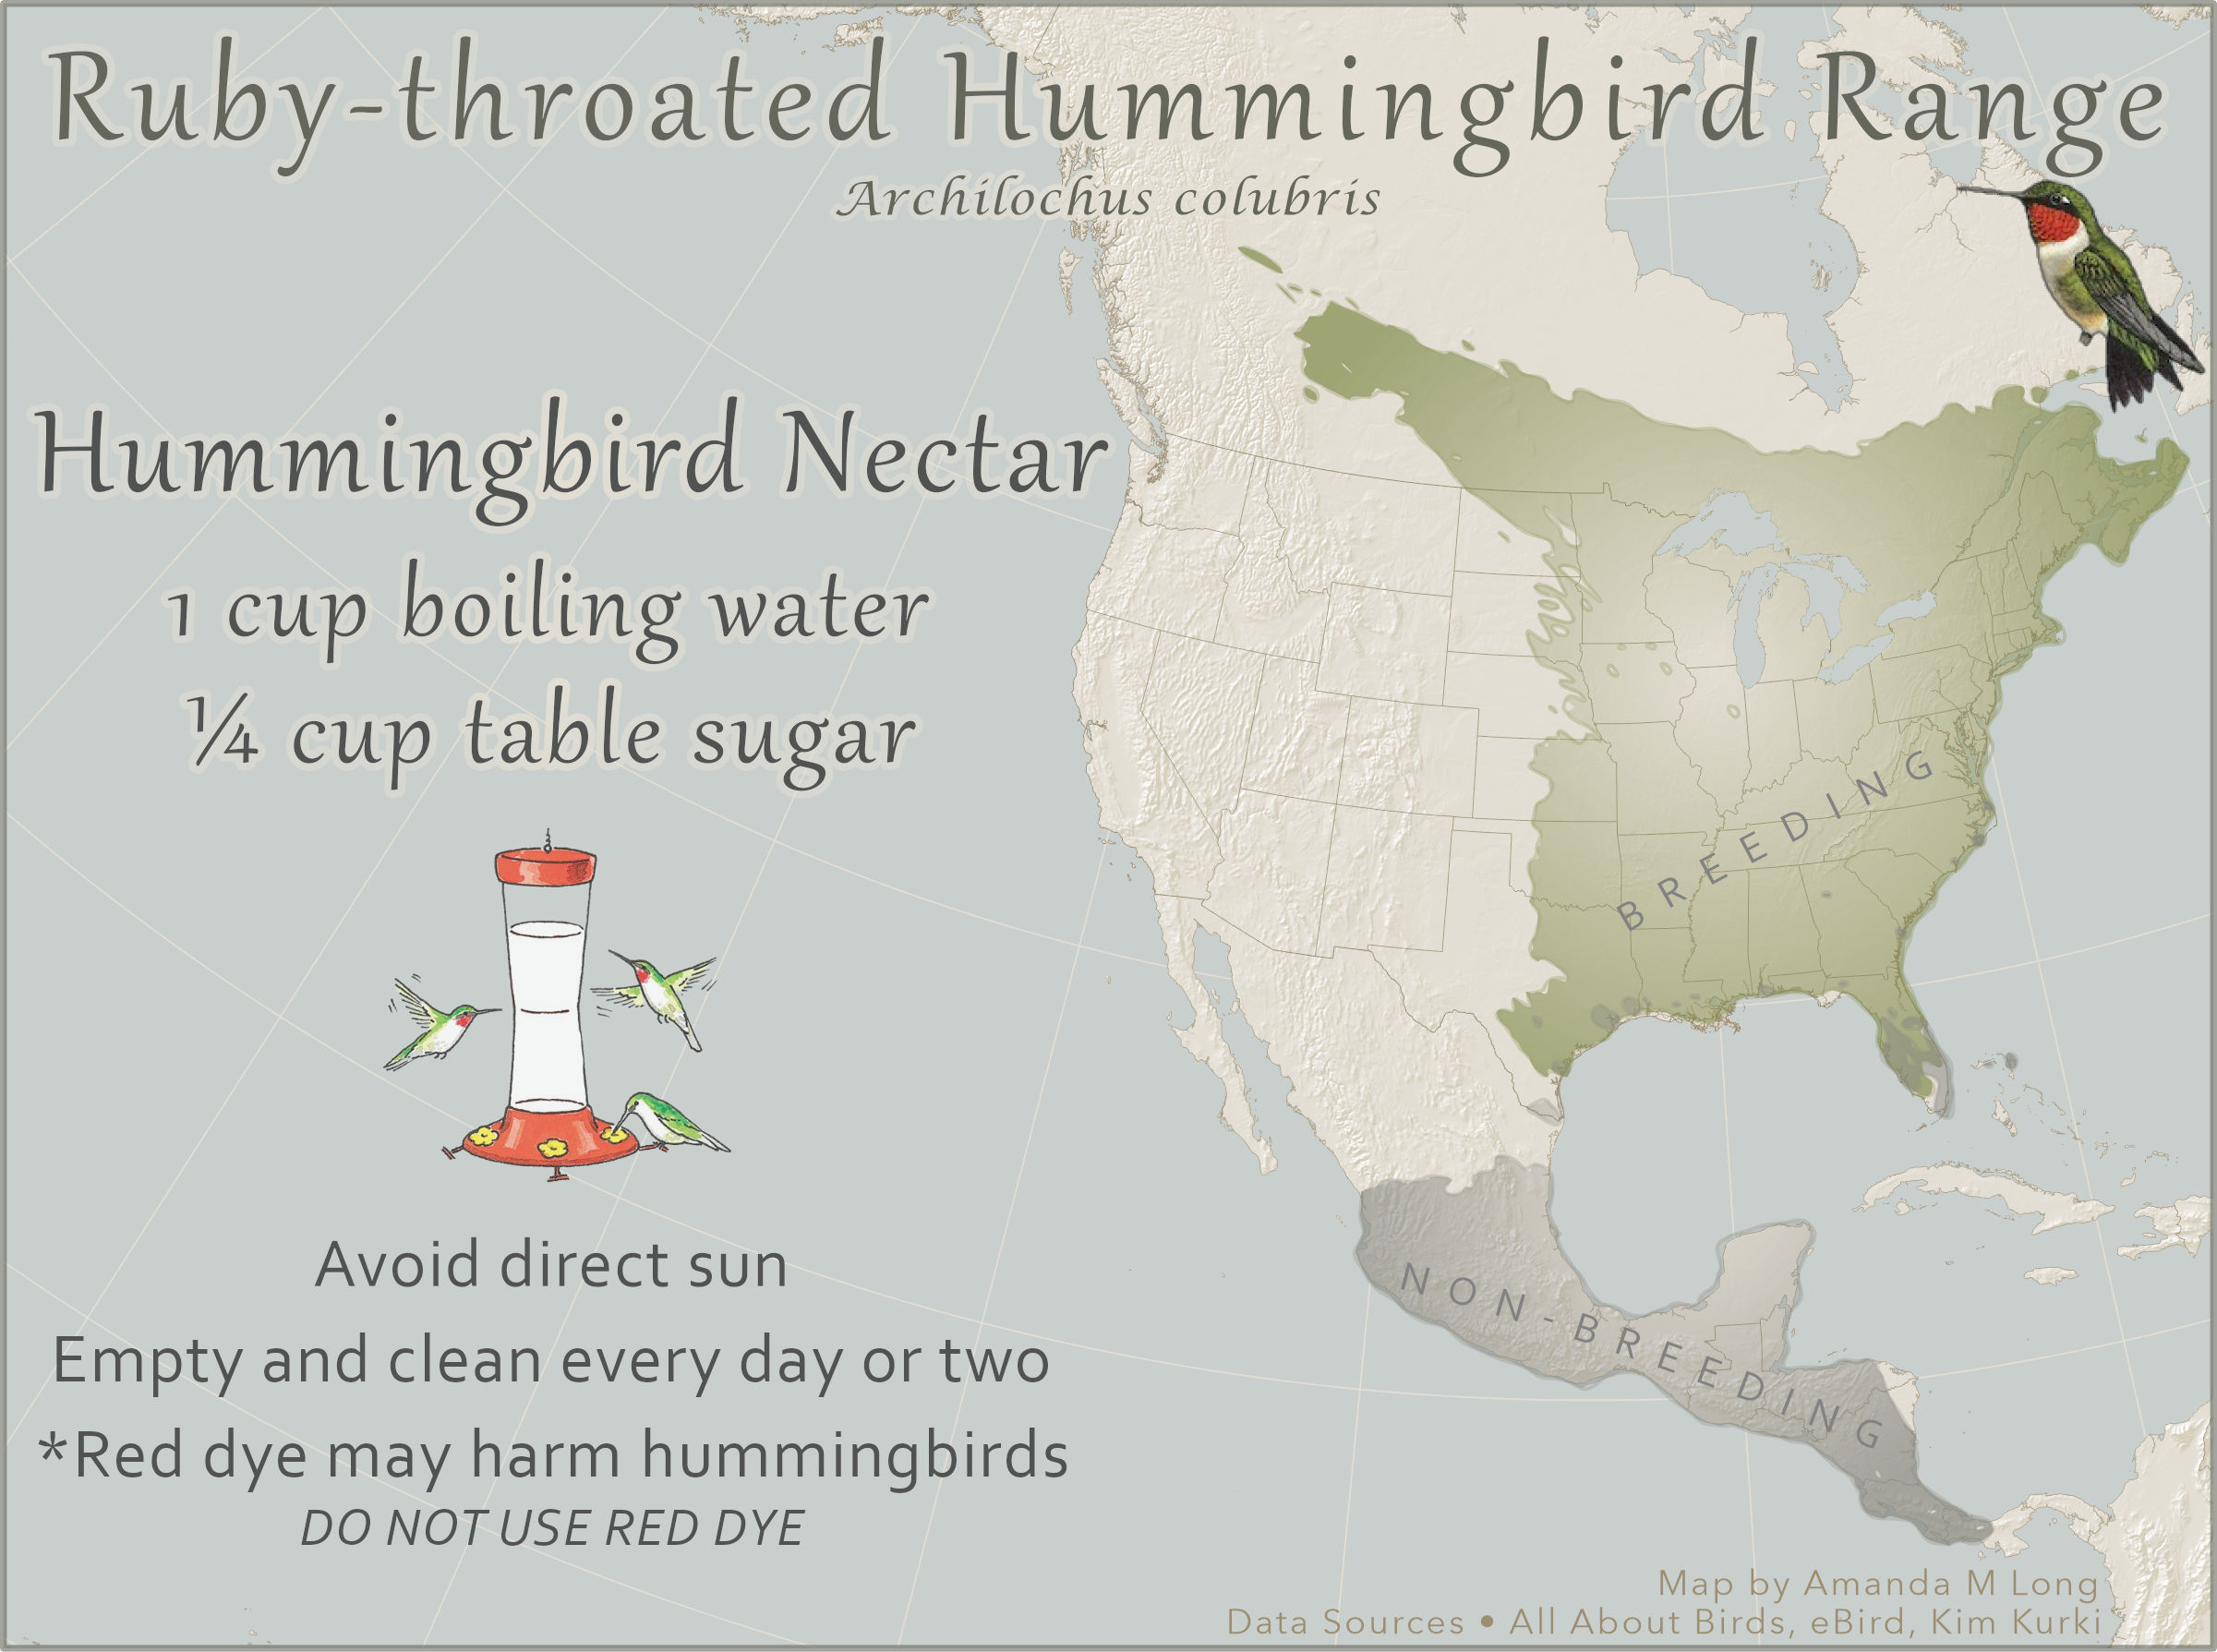 Ruby-throated Hummingbird Range
Archilochus colubris
Hummingbird Nectar
1 cup boiling water
¼ cup table sugar
Avoid direct sun
Empty and clean every day or two
*Red dye may harm hummingbirds
DO NOT USE RED DYE
BREEDING
NON-BREEDING
Map by Amanda M Long
Data Sources • All About Birds, eBird, Kim Kurki